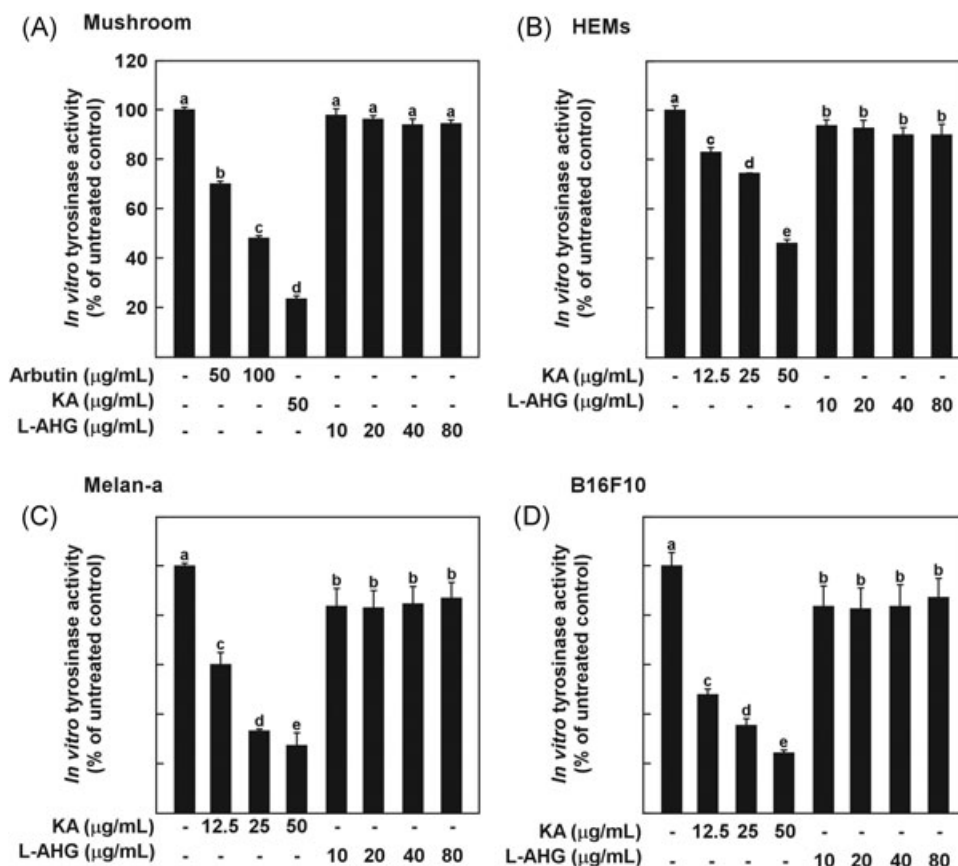 (A) Mushroom
In vitro tyrosinase activity
(% of untreated control)
120
100
80
60
40
20
a b c d a a a a
Arbutin (μg/mL) - 50 100 - - - - -
KA (μg/mL) - - - 50 - - - -
L-AHG (μg/mL) - - - - 10 20 40 80
(B) HEMs
In vitro tyrosinase activity
(% of untreated control)
a c d e b b b b
KA (μg/mL) - 12.5 25 50 - - - -
L-AHG (μg/mL) - - - - 10 20 40 80
(C) Melan-a
In vitro tyrosinase activity
(% of untreated control)
a c d e b b b b
KA (μg/mL) - 12.5 25 50 - - - -
L-AHG (μg/mL) - - - - 10 20 40 80
(D) B16F10
In vitro tyrosinase activity
(% of untreated control)
a c d e b b b b
KA (μg/mL) - 12.5 25 50 - - - -
L-AHG (μg/mL) - - - - 10 20 40 80